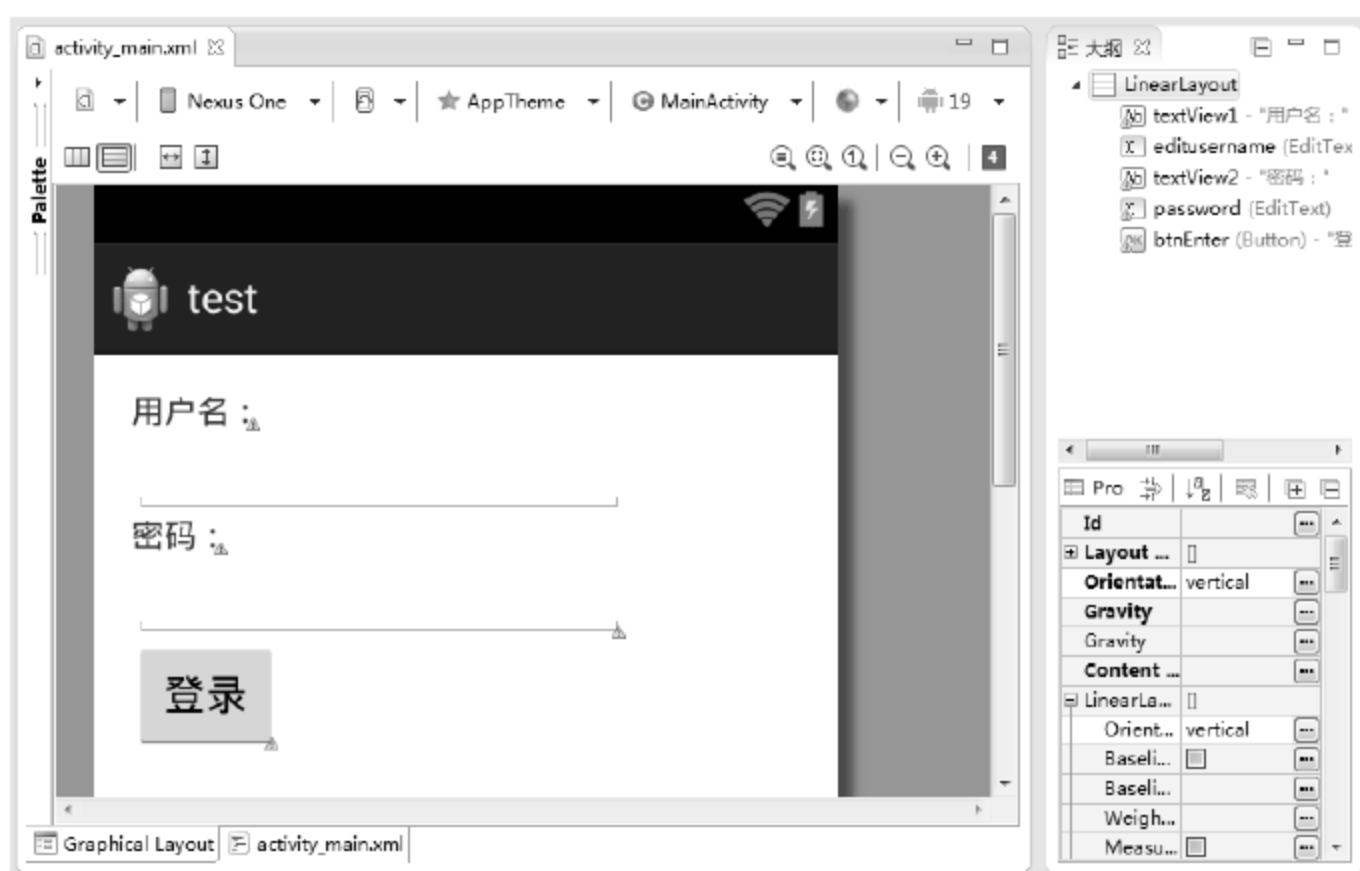 activity_main.xml
Nexus One
AppTheme
MainActivity
19
4
Palette
test
用户名：
密码：
登录
Graphical Layout
activity_main.xml
大纲
LinearLayout
textView1 - "用户名："
editusername (EditTex
textView2 - "密码："
password (EditText)
btnEnter (Button) - "登
Pro
Id
Layout ... []
Orientat... vertical
Gravity
Gravity
Content ...
LinearLa... []
Orient... vertical
Baseli...
Baseli...
Weigh...
Measu...